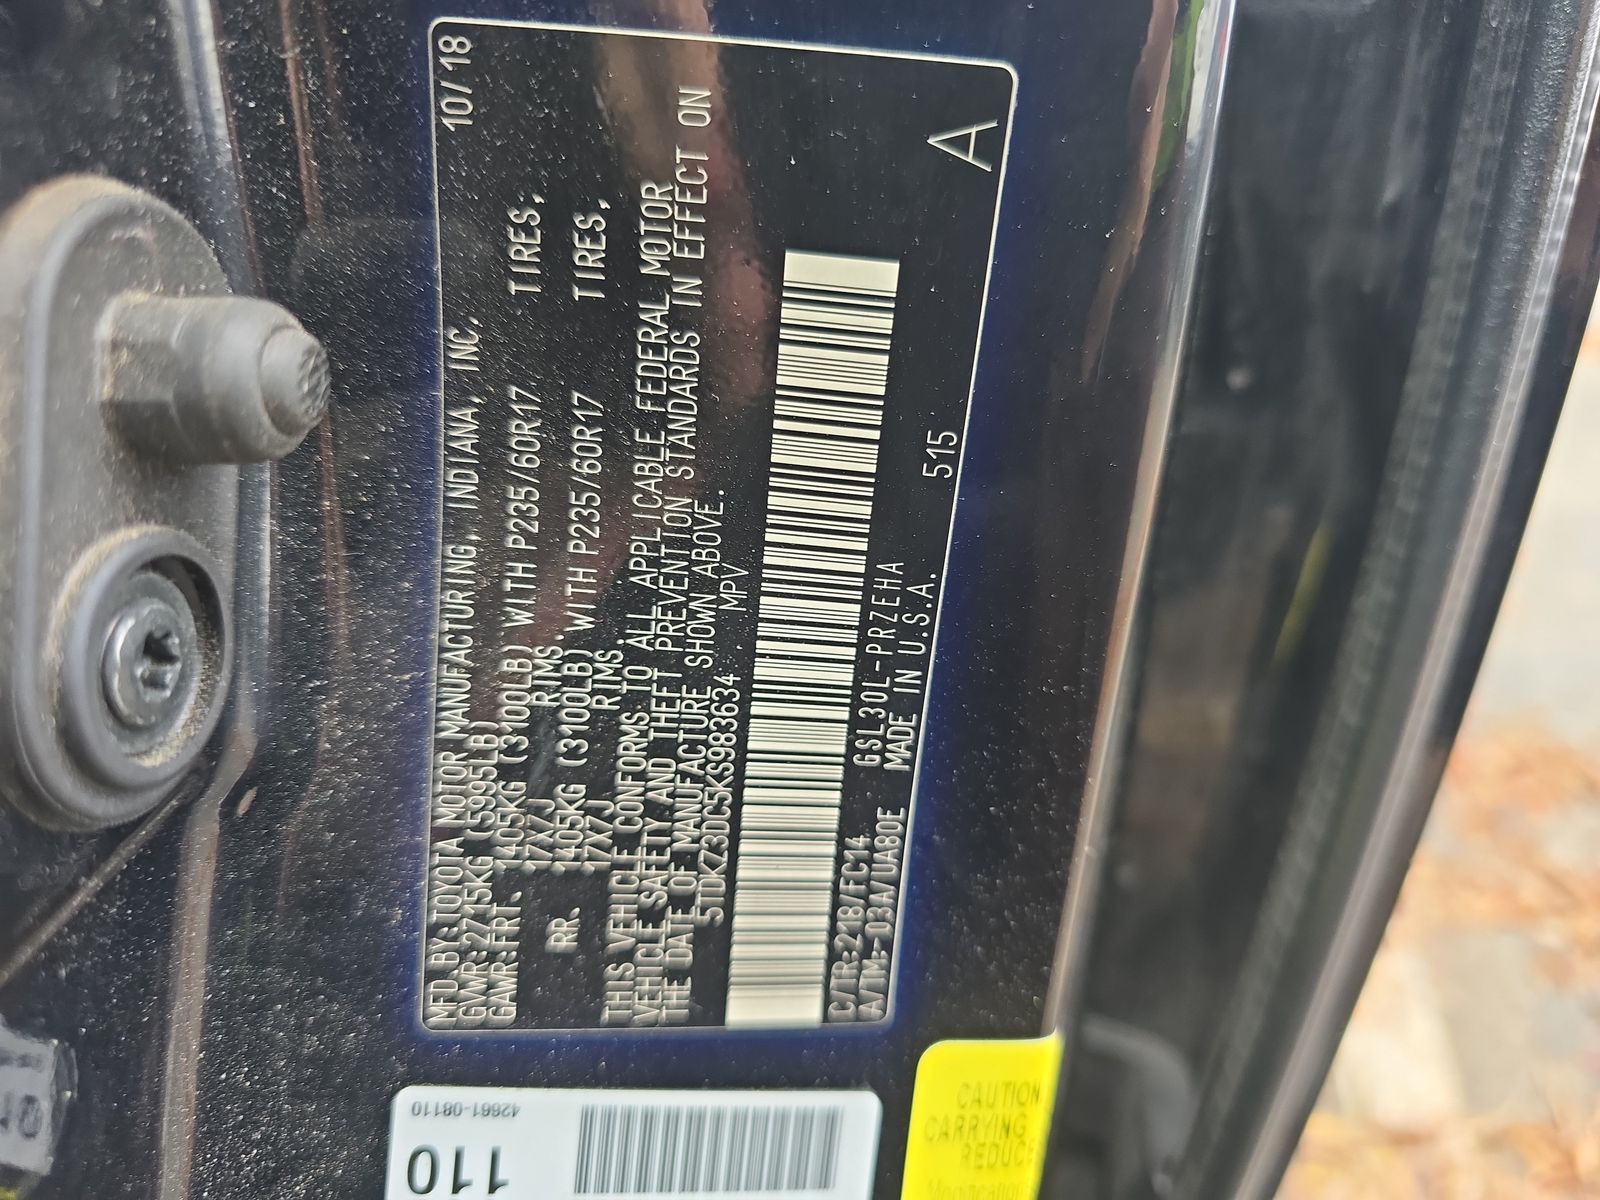 MFD. BY:TOYOTA MOTOR MANUFACTURING, INDIANA, INC. 10/18
GVWR:2715KG (5995LB)
GAWR:FRT. 1405KG (3100LB) WITH P235/60R17 TIRES,
17X7J RIMS.
RR. 1405KG (3100LB) WITH P235/60R17 TIRES,
17X7J RIMS.
THIS VEHICLE CONFORMS TO ALL APPLICABLE FEDERAL MOTOR
VEHICLE SAFETY AND THEFT PREVENTION STANDARDS IN EFFECT ON
THE DATE OF MANUFACTURE SHOWN ABOVE.
5TDKZ3DC5KS983634 MPV
C/TR:218/FC14 GSL30L-PRZEHA 515 A
A/TM:-03A/UA80E MADE IN U.S.A.
42661-08110
110
CAUTION
CARRYING
REDUCE
Modification